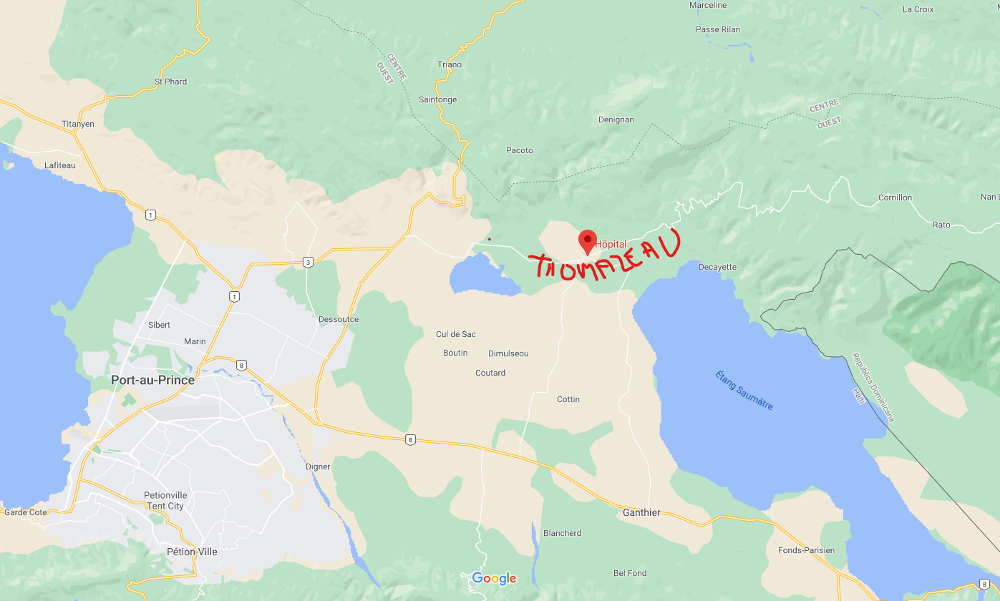 Marceline
La Croix
Passe Rilan
Triano
CENTRE
OUEST
St Phard
Saintonge
CENTRE
OUEST
Denignan
Titanyen
Pacoto
Lafiteau
Cornillon
Nan L
1
Rato
Hôpital
THOMAZEAU
3
Decayette
1
Dessoutce
Sibert
Marin
Cul de Sac
Boutin
Dimulseou
Coutard
8
Port-au-Prince
Étang Saumâtre
República Dominicana
Haïti
Cottin
8
Digner
Petionville
Tent City
Garde Cote
Ganthier
Blancherd
Pétion-Ville
Fonds-Parisien
Bel Fond
Google
8